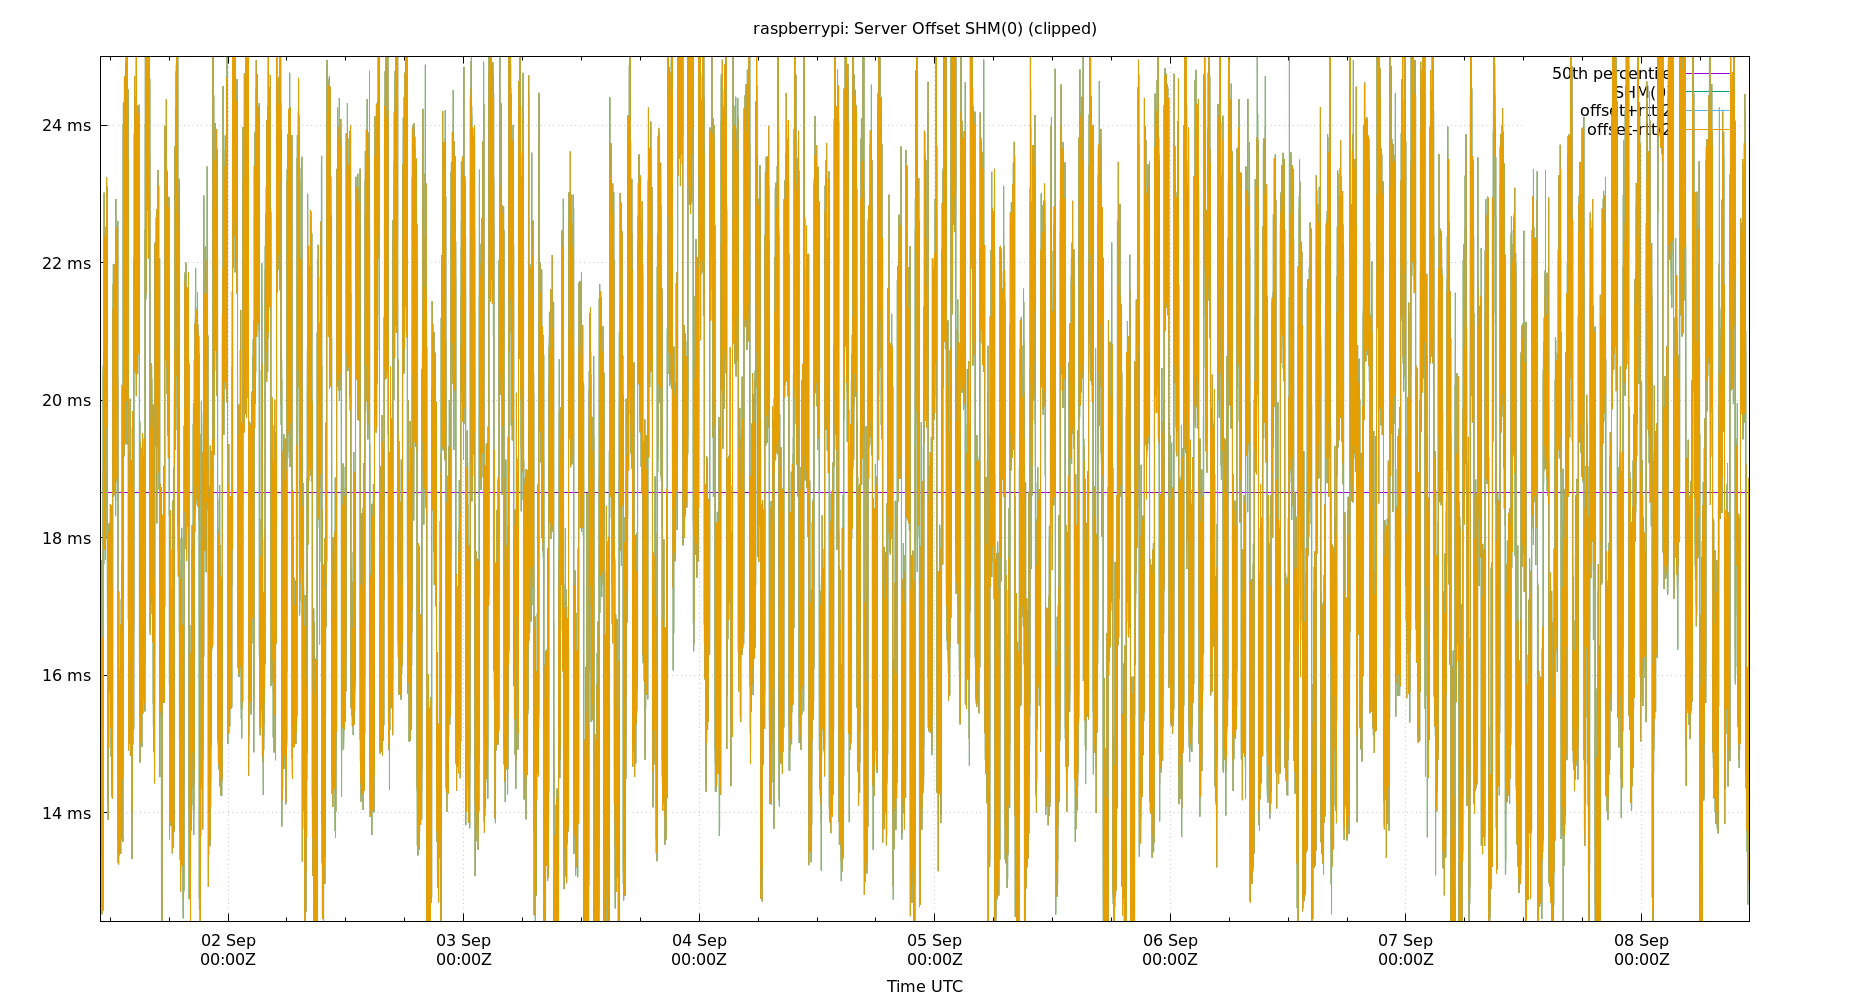 raspberrypi: Server Offset SHM(0) (clipped)
50th percentile
SHM(0)
offset+rtt/2
offset-rtt/2
24 ms
22 ms
20 ms
18 ms
16 ms
14 ms
02 Sep
00:00Z
03 Sep
00:00Z
04 Sep
00:00Z
05 Sep
00:00Z
06 Sep
00:00Z
07 Sep
00:00Z
08 Sep
00:00Z
Time UTC